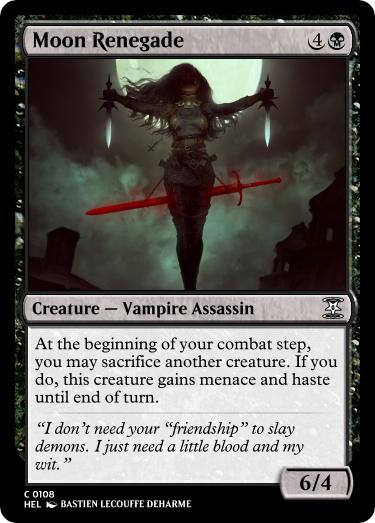 Moon Renegade 4
Creature — Vampire Assassin
At the beginning of your combat step,
you may sacrifice another creature. If you
do, this creature gains menace and haste
until end of turn.
“I don’t need your “friendship” to slay
demons. I just need a little blood and my
wit.”
6/4
C 0108
HEL BASTIEN LECOUFFE DEHARME